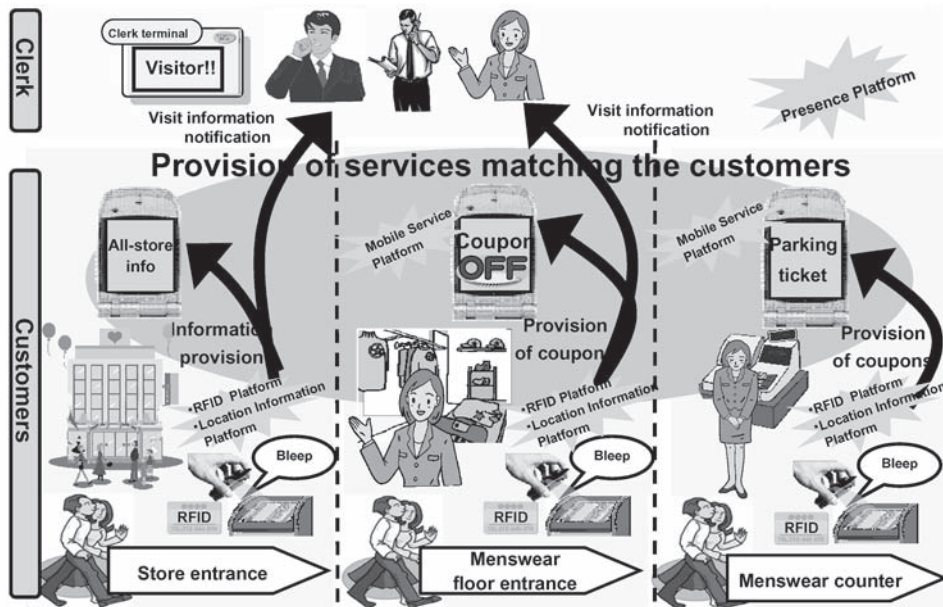 Clerk
Clerk terminal
Visitor!!
Visit information
notification
Visit information
notification
Presence Platform
Provision of services matching the customers
Customers
All-store
info
Mobile Service
Platform
Coupon
OFF
Mobile Service
Platform
Parking
ticket
Information
provision
Provision
of coupon
Provision
of coupons
•RFID Platform
•Location Information
Platform
•RFID Platform
•Location Information
Platform
•RFID Platform
•Location Information
Platform
Bleep
Bleep
Bleep
RFID
RFID
RFID
Store entrance
Menswear
floor entrance
Menswear counter